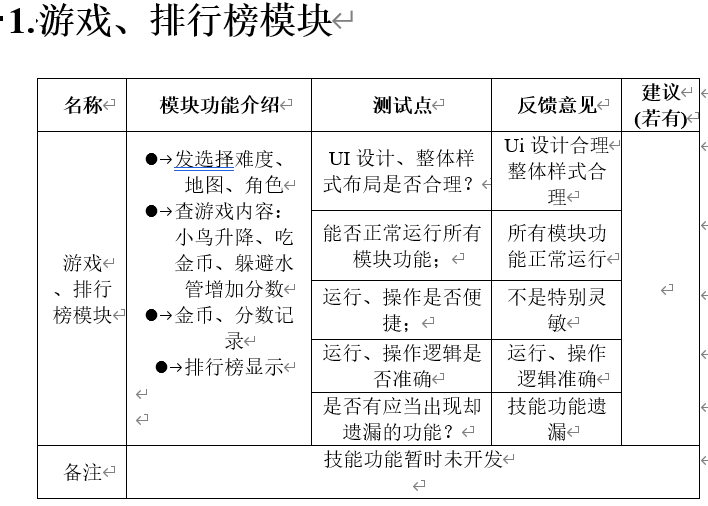 1.游戏、排行榜模块
名称
模块功能介绍
测试点
反馈意见
建议
(若有)
游戏
、排行
榜模块
发选择难度、
地图、角色
查游戏内容：
小鸟升降、吃
金币、躲避水
管增加分数
金币、分数记
录
排行榜显示
UI 设计、整体样
式布局是否合理？
Ui 设计合理
整体样式合
理
能否正常运行所有
模块功能；
所有模块功
能正常运行
运行、操作是否便
捷；
不是特别灵
敏
运行、操作逻辑是
否准确
运行、操作
逻辑准确
是否有应当出现却
遗漏的功能？
技能功能遗
漏
备注
技能功能暂时未开发